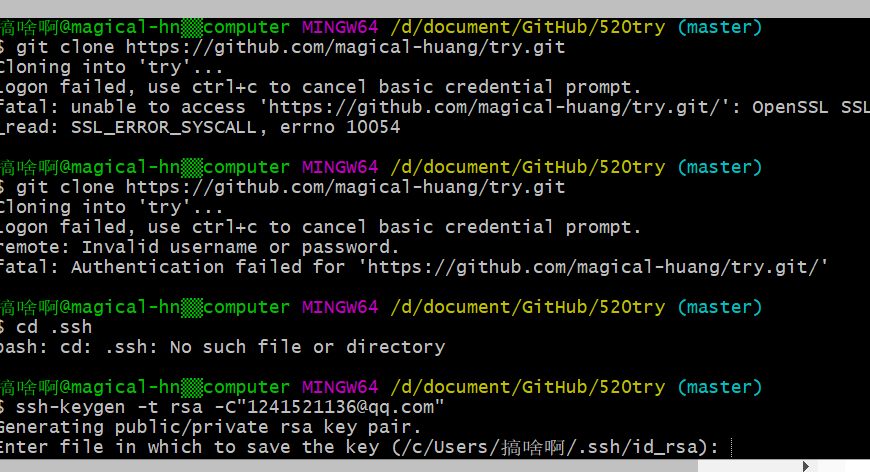 搞啥啊@magical-hn▒▒computer MINGW64 /d/document/GitHub/520try (master)
$ git clone https://github.com/magical-huang/try.git
Cloning into 'try'...
Logon failed, use ctrl+c to cancel basic credential prompt.
fatal: unable to access 'https://github.com/magical-huang/try.git/': OpenSSL SSL
_read: SSL_ERROR_SYSCALL, errno 10054
搞啥啊@magical-hn▒▒computer MINGW64 /d/document/GitHub/520try (master)
$ git clone https://github.com/magical-huang/try.git
Cloning into 'try'...
Logon failed, use ctrl+c to cancel basic credential prompt.
remote: Invalid username or password.
fatal: Authentication failed for 'https://github.com/magical-huang/try.git/'
搞啥啊@magical-hn▒▒computer MINGW64 /d/document/GitHub/520try (master)
$ cd .ssh
bash: cd: .ssh: No such file or directory
搞啥啊@magical-hn▒▒computer MINGW64 /d/document/GitHub/520try (master)
$ ssh-keygen -t rsa -C"1241521136@qq.com"
Generating public/private rsa key pair.
Enter file in which to save the key (/c/Users/搞啥啊/.ssh/id_rsa):